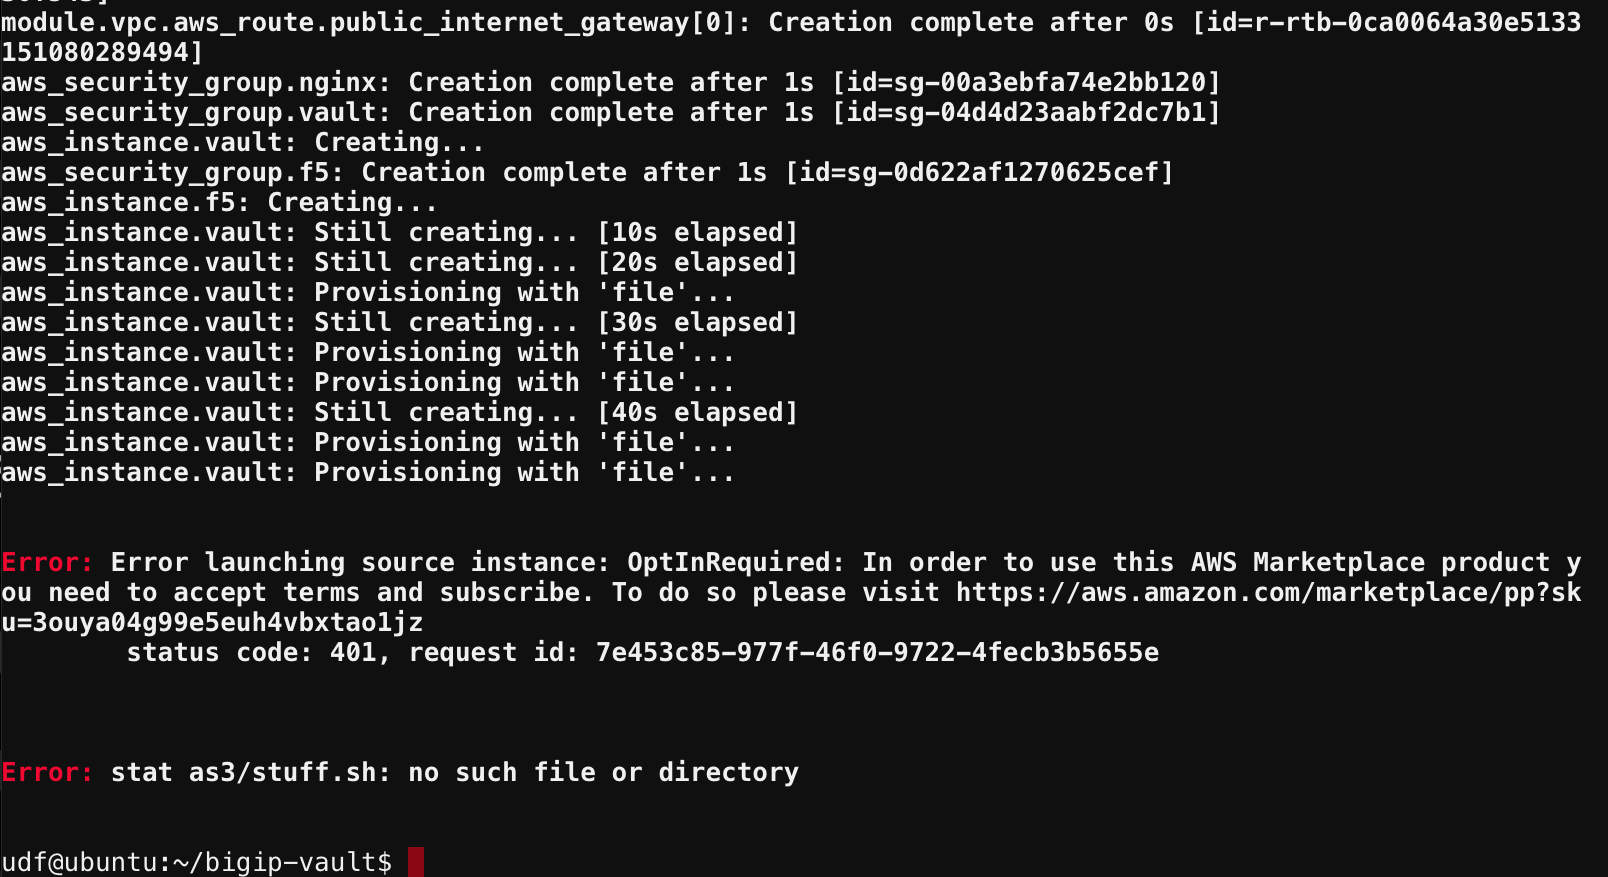 module.vpc.aws_route.public_internet_gateway[0]: Creation complete after 0s [id=r-rtb-0ca0064a30e5133
151080289494]
aws_security_group.nginx: Creation complete after 1s [id=sg-00a3ebfa74e2bb120]
aws_security_group.vault: Creation complete after 1s [id=sg-04d4d23aabf2dc7b1]
aws_instance.vault: Creating...
aws_security_group.f5: Creation complete after 1s [id=sg-0d622af1270625cef]
aws_instance.f5: Creating...
aws_instance.vault: Still creating... [10s elapsed]
aws_instance.vault: Still creating... [20s elapsed]
aws_instance.vault: Provisioning with 'file'...
aws_instance.vault: Still creating... [30s elapsed]
aws_instance.vault: Provisioning with 'file'...
aws_instance.vault: Provisioning with 'file'...
aws_instance.vault: Still creating... [40s elapsed]
aws_instance.vault: Provisioning with 'file'...
aws_instance.vault: Provisioning with 'file'...
Error: Error launching source instance: OptInRequired: In order to use this AWS Marketplace product y
ou need to accept terms and subscribe. To do so please visit https://aws.amazon.com/marketplace/pp?sk
u=3ouya04g99e5euh4vbxtao1jz
status code: 401, request id: 7e453c85-977f-46f0-9722-4fecb3b5655e
Error: stat as3/stuff.sh: no such file or directory
udf@ubuntu:~/bigip-vault$